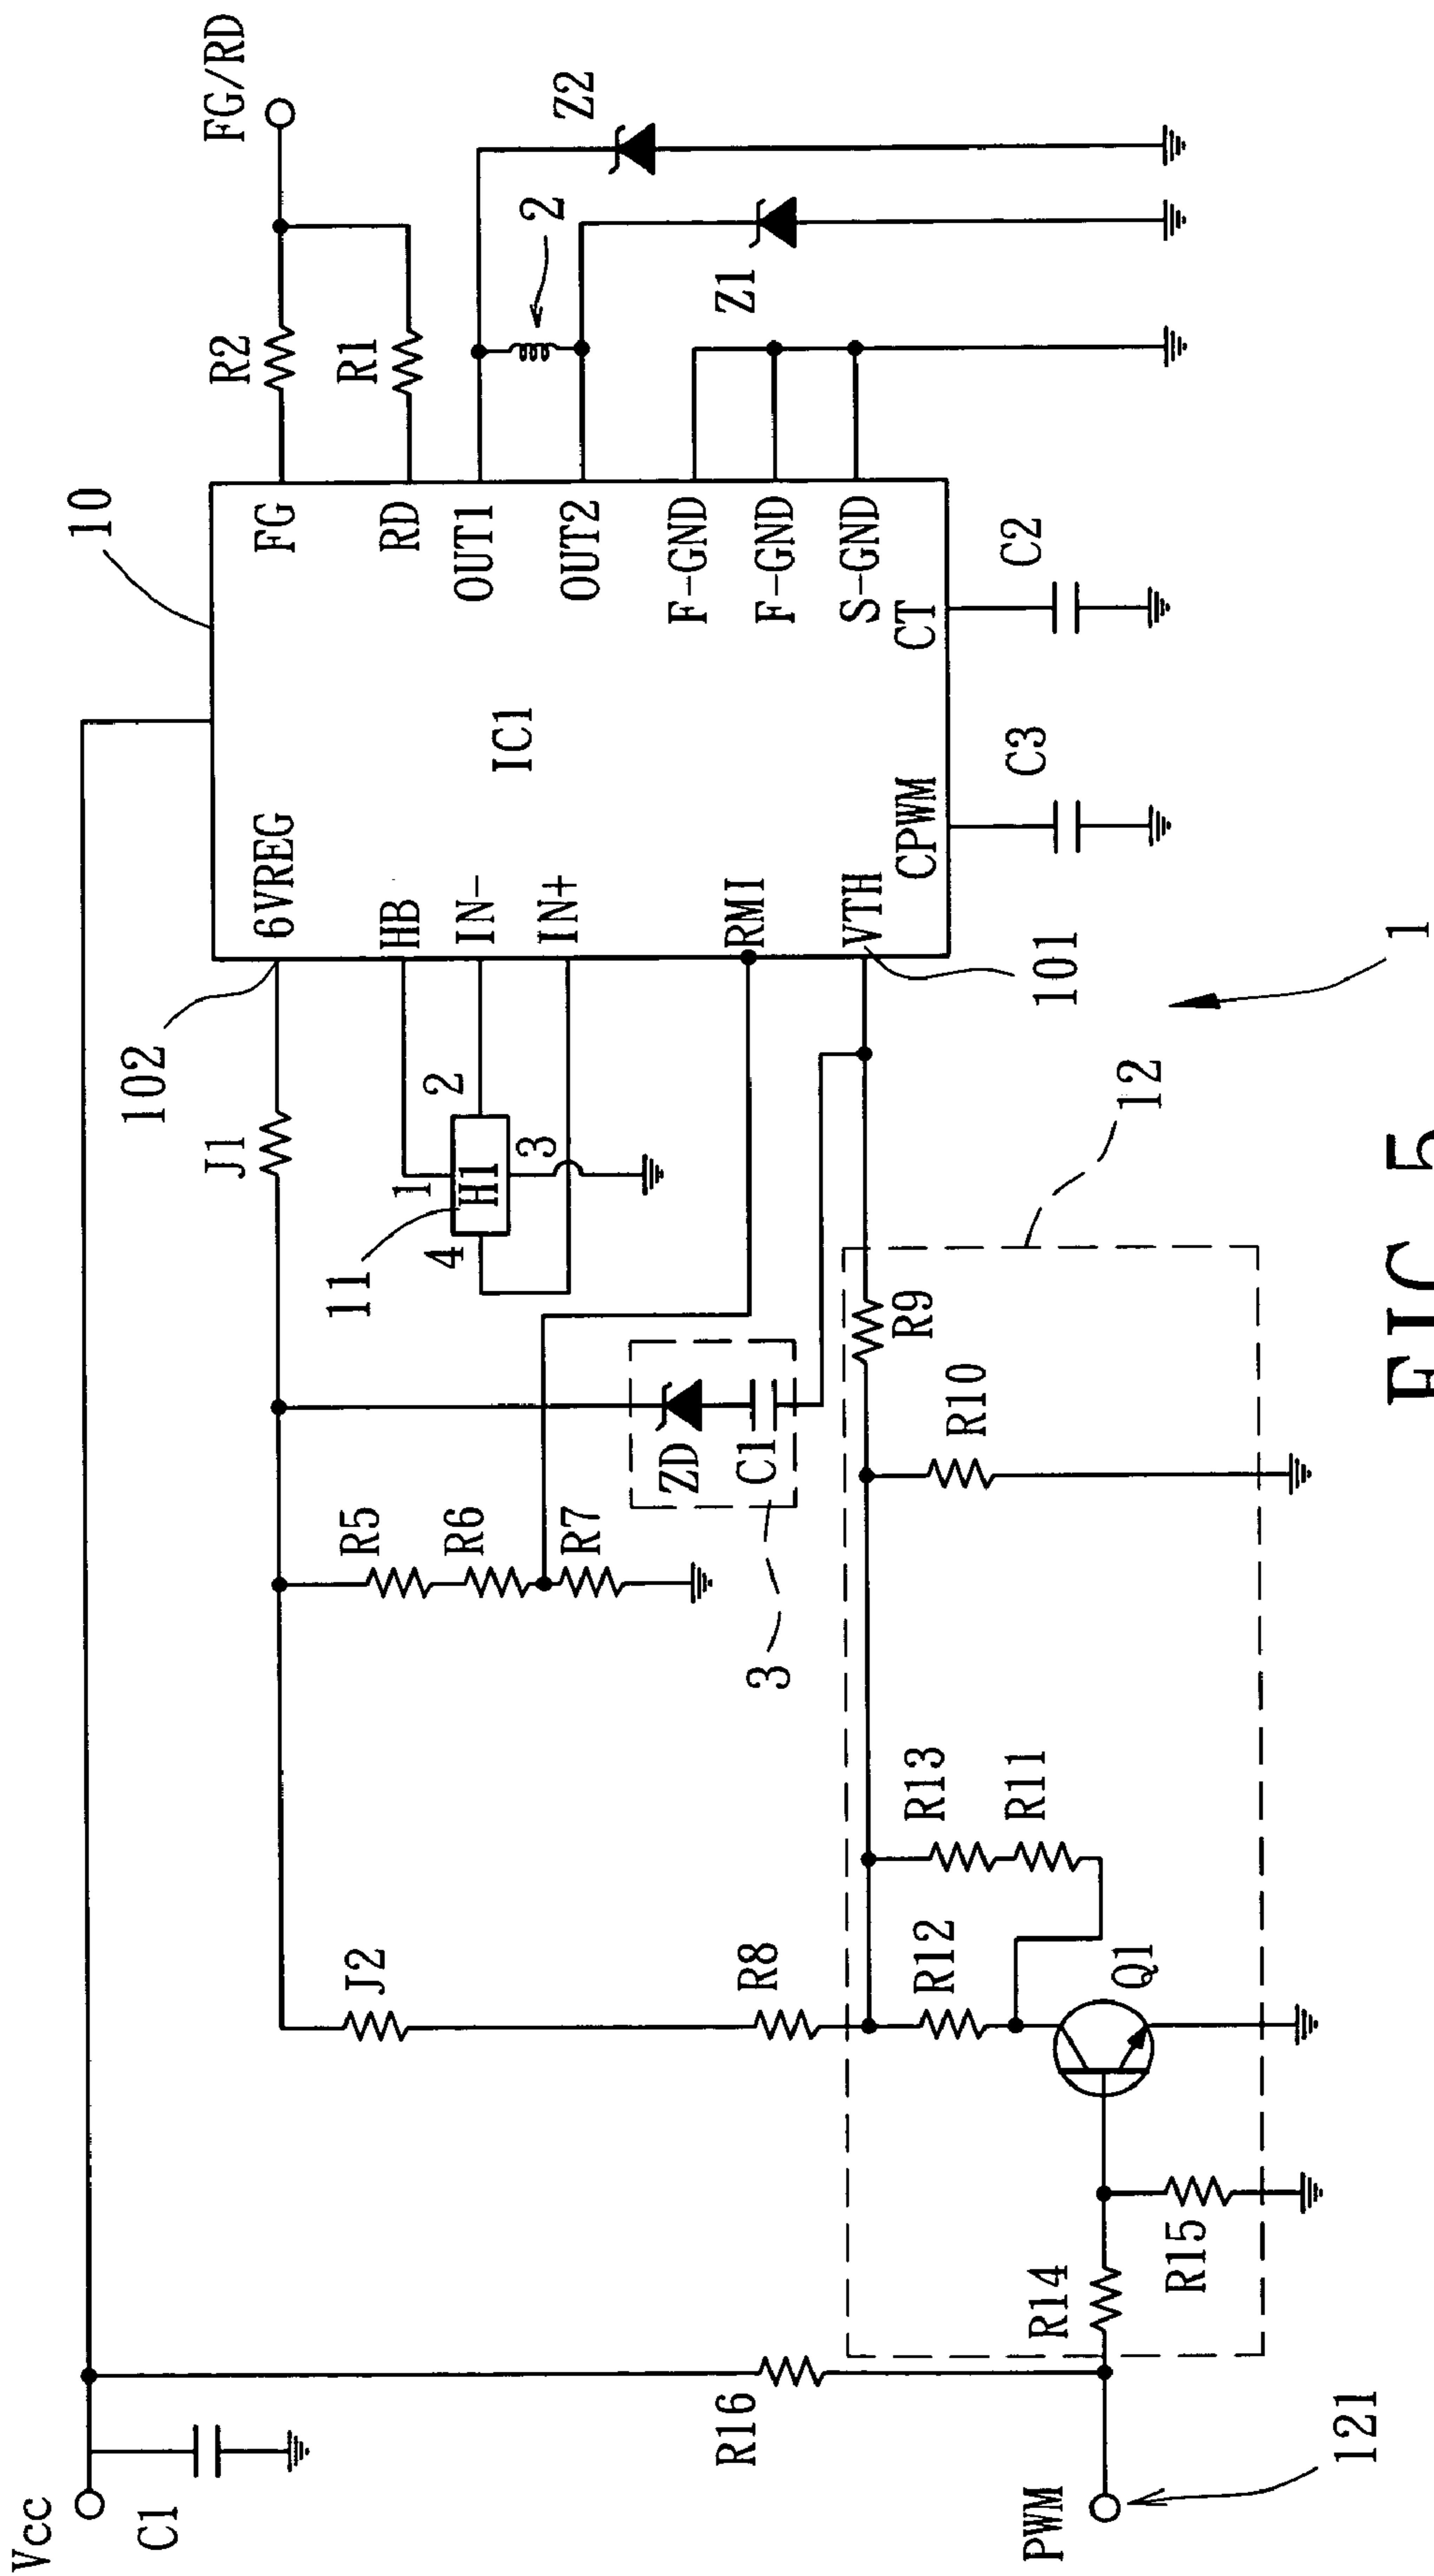 Vcc
C1
R16
PWM
121
R14
R15
Q1
R12
R13
R11
R8
J2
R5
R6
R7
3
ZD
C1
R10
R9
12
1
J1
102
11
H1
1
2
3
4
10
IC1
6VREG
HB
IN-
IN+
RMI
VTH
101
CPWM
CT
C3
C2
FG
RD
OUT1
OUT2
F-GND
F-GND
S-GND
R2
R1
FG/RD
2
Z1
Z2
FIG. 5